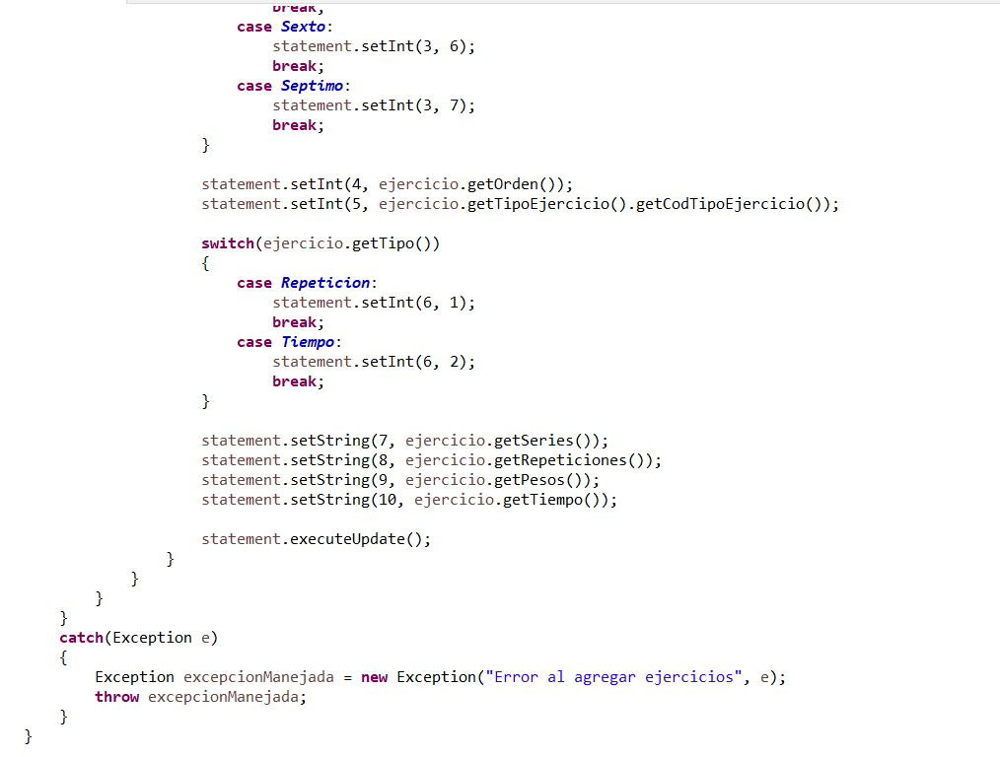 break;
case Sexto:
statement.setInt(3, 6);
break;
case Septimo:
statement.setInt(3, 7);
break;
}
statement.setInt(4, ejercicio.getOrden());
statement.setInt(5, ejercicio.getTipoEjercicio().getCodTipoEjercicio());
switch(ejercicio.getTipo())
{
case Repeticion:
statement.setInt(6, 1);
break;
case Tiempo:
statement.setInt(6, 2);
break;
}
statement.setString(7, ejercicio.getSeries());
statement.setString(8, ejercicio.getRepeticiones());
statement.setString(9, ejercicio.getPesos());
statement.setString(10, ejercicio.getTiempo());
statement.executeUpdate();
}
}
}
}
catch(Exception e)
{
Exception excepcionManejada = new Exception("Error al agregar ejercicios", e);
throw excepcionManejada;
}
}